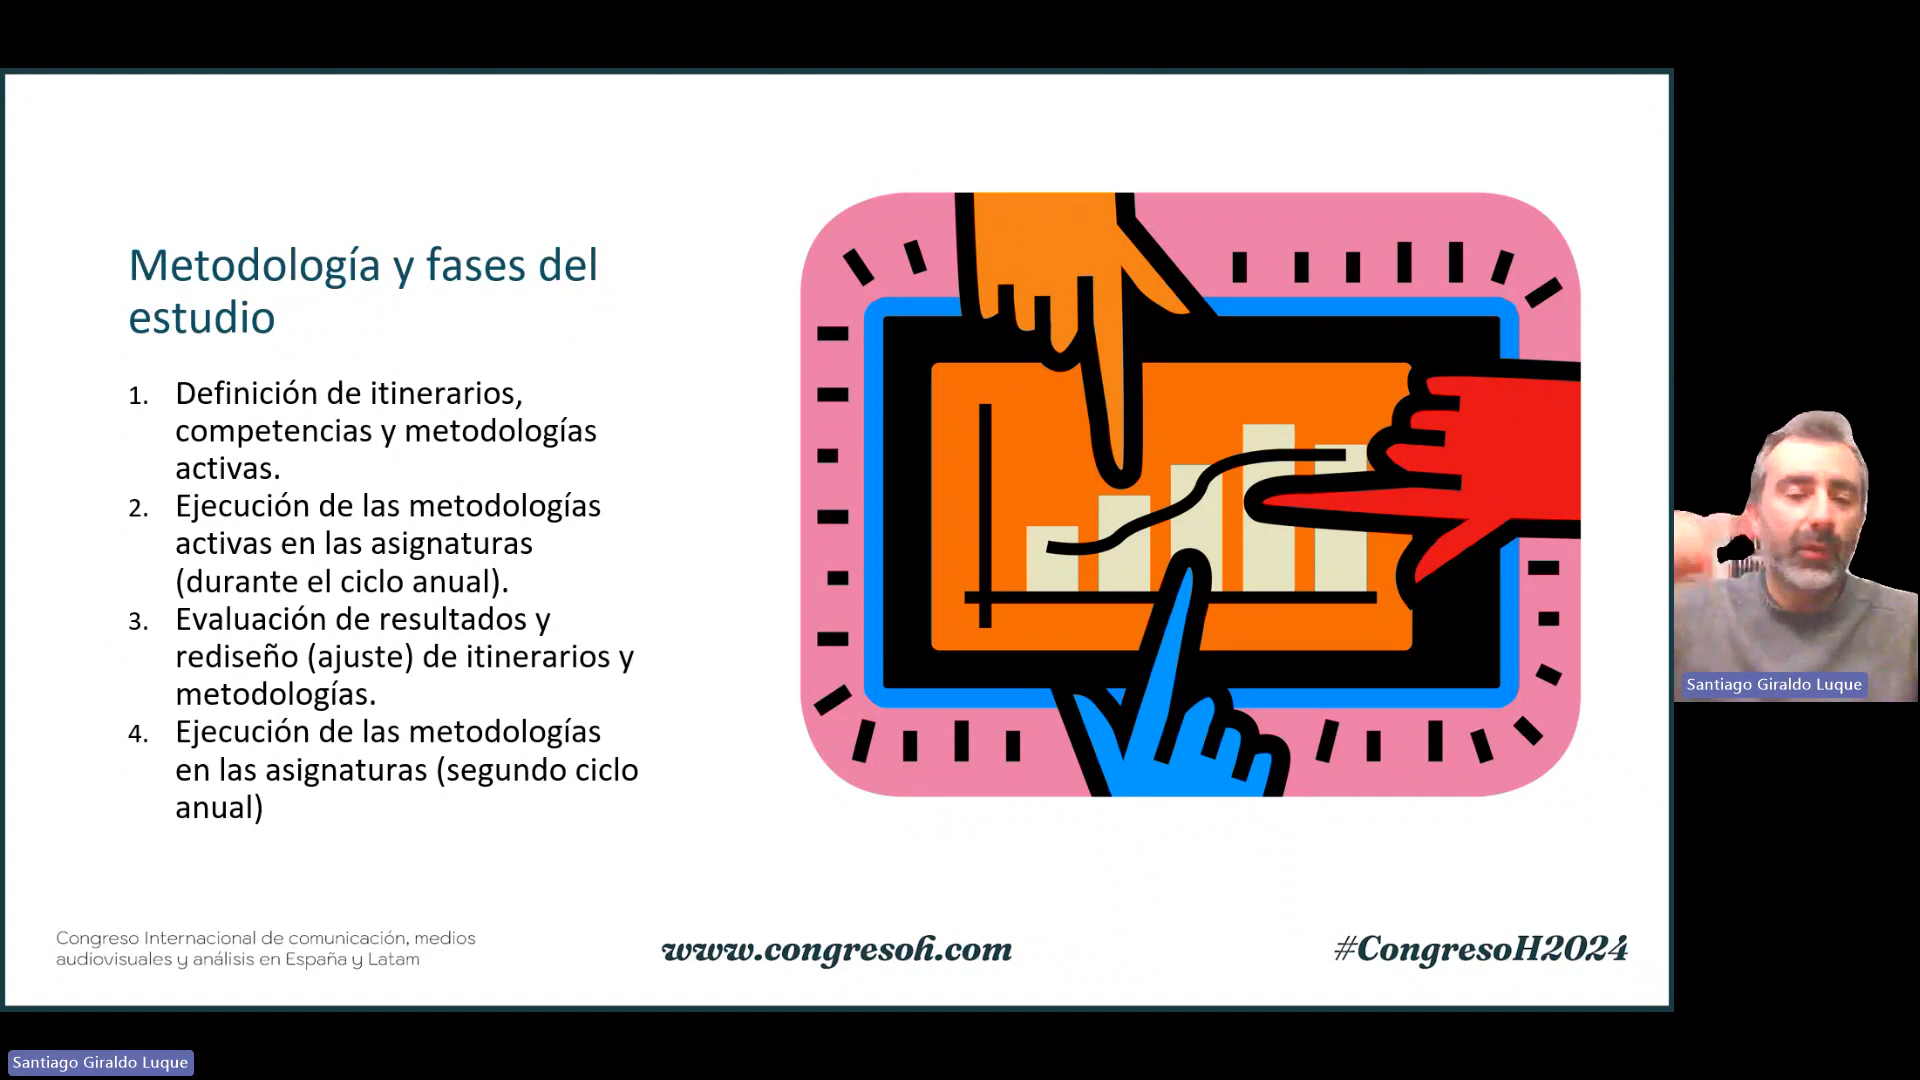 Metodología y fases del
estudio
1. Definición de itinerarios,
competencias y metodologías
activas.
2. Ejecución de las metodologías
activas en las asignaturas
(durante el ciclo anual).
3. Evaluación de resultados y
rediseño (ajuste) de itinerarios y
metodologías.
4. Ejecución de las metodologías
en las asignaturas (segundo ciclo
anual)
Santiago Giraldo Luque
Congreso Internacional de comunicación, medios
audiovisuales y análisis en España y Latam
www.congresoh.com
#CongresoH2024
Santiago Giraldo Luque